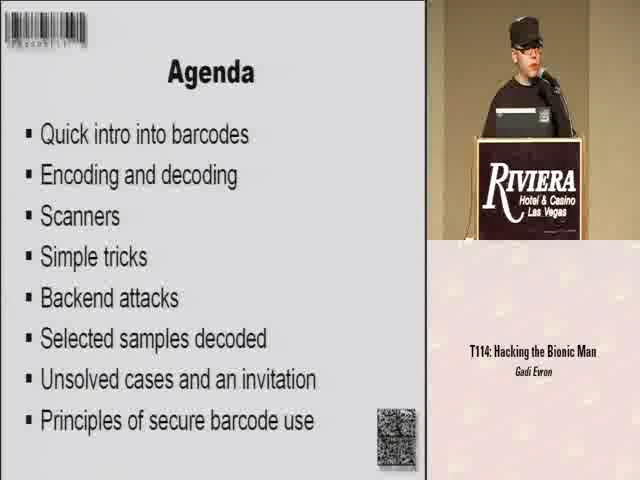 Agenda
▪ Quick intro into barcodes
▪ Encoding and decoding
▪ Scanners
▪ Simple tricks
▪ Backend attacks
▪ Selected samples decoded
▪ Unsolved cases and an invitation
▪ Principles of secure barcode use
RIVIERA
Hotel & Casino
Las Vegas
T114: Hacking the Bionic Man
Gadi Evron